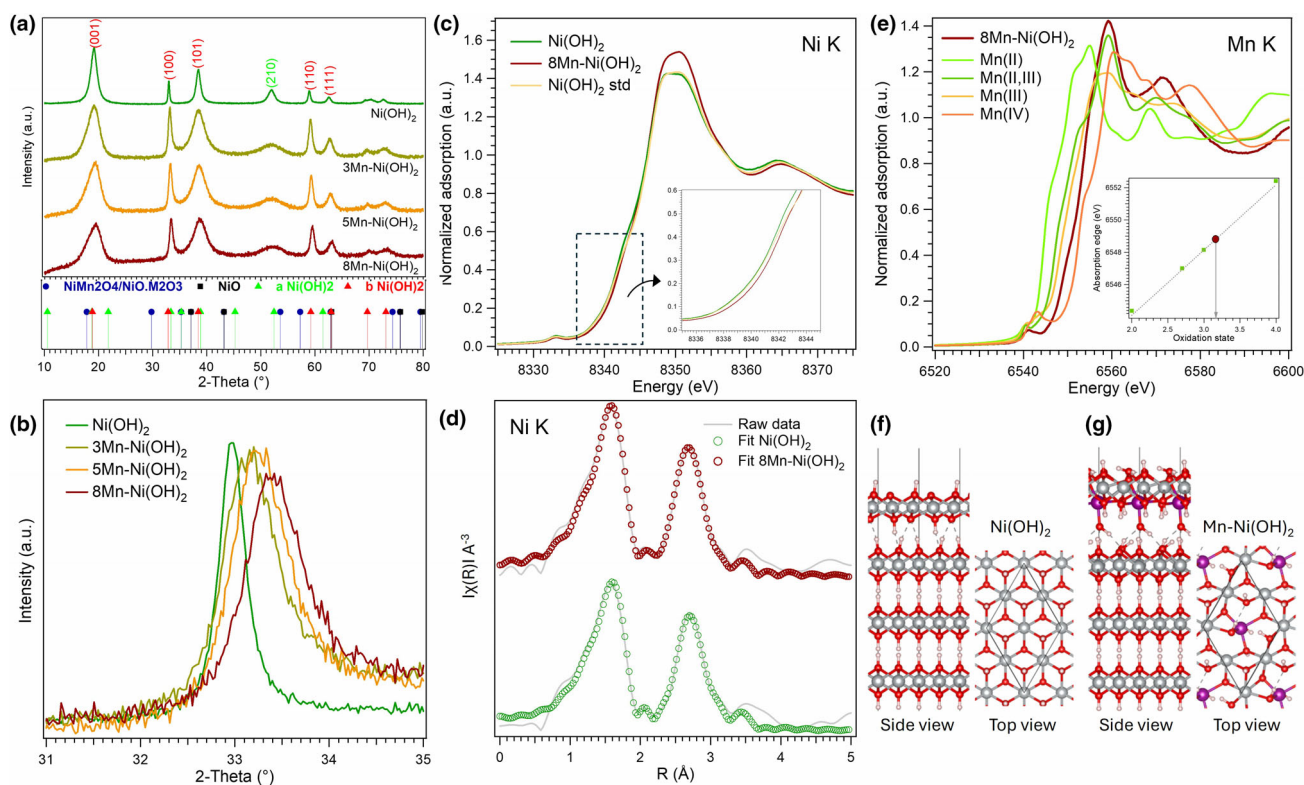 (a)
(001)
(100)
(101)
(210)
(110)
(111)
Ni(OH)2
3Mn-Ni(OH)2
5Mn-Ni(OH)2
8Mn-Ni(OH)2
Intensity (a.u.)
NiMn2O4/NiO.M2O3
NiO
a Ni(OH)2
b Ni(OH)2
10 20 30 40 50 60 70 80
2-Theta (°)
(b)
Ni(OH)2
3Mn-Ni(OH)2
5Mn-Ni(OH)2
8Mn-Ni(OH)2
Intensity (a.u.)
31 32 33 34 35
2-Theta (°)
(c)
Ni K
Ni(OH)2
8Mn-Ni(OH)2
Ni(OH)2 std
Normalized adsorption (a.u.)
1.6
1.4
1.2
1.0
0.8
0.6
0.4
0.2
0.0
0.6
0.5
0.4
0.3
0.2
0.1
0.0
8336 8338 8340 8342 8344
8330 8340 8350 8360 8375
Energy (eV)
(d)
Ni K
Raw data
Fit Ni(OH)2
Fit 8Mn-Ni(OH)2
Iχ(R)I A-3
0 1 2 3 4 5
R (Å)
(e)
Mn K
8Mn-Ni(OH)2
Mn(II)
Mn(II,III)
Mn(III)
Mn(IV)
Normalized adsorption (a.u.)
1.4
1.2
1.0
0.8
0.6
0.4
0.2
0.0
Absorption edge (eV)
6552
6550
6548
6546
2.0 2.5 3.0 3.5 4.0
Oxidation state
6520 6540 6560 6580 6600
Energy (eV)
(f)
Ni(OH)2
Side view
Top view
(g)
Mn-Ni(OH)2
Side view
Top view